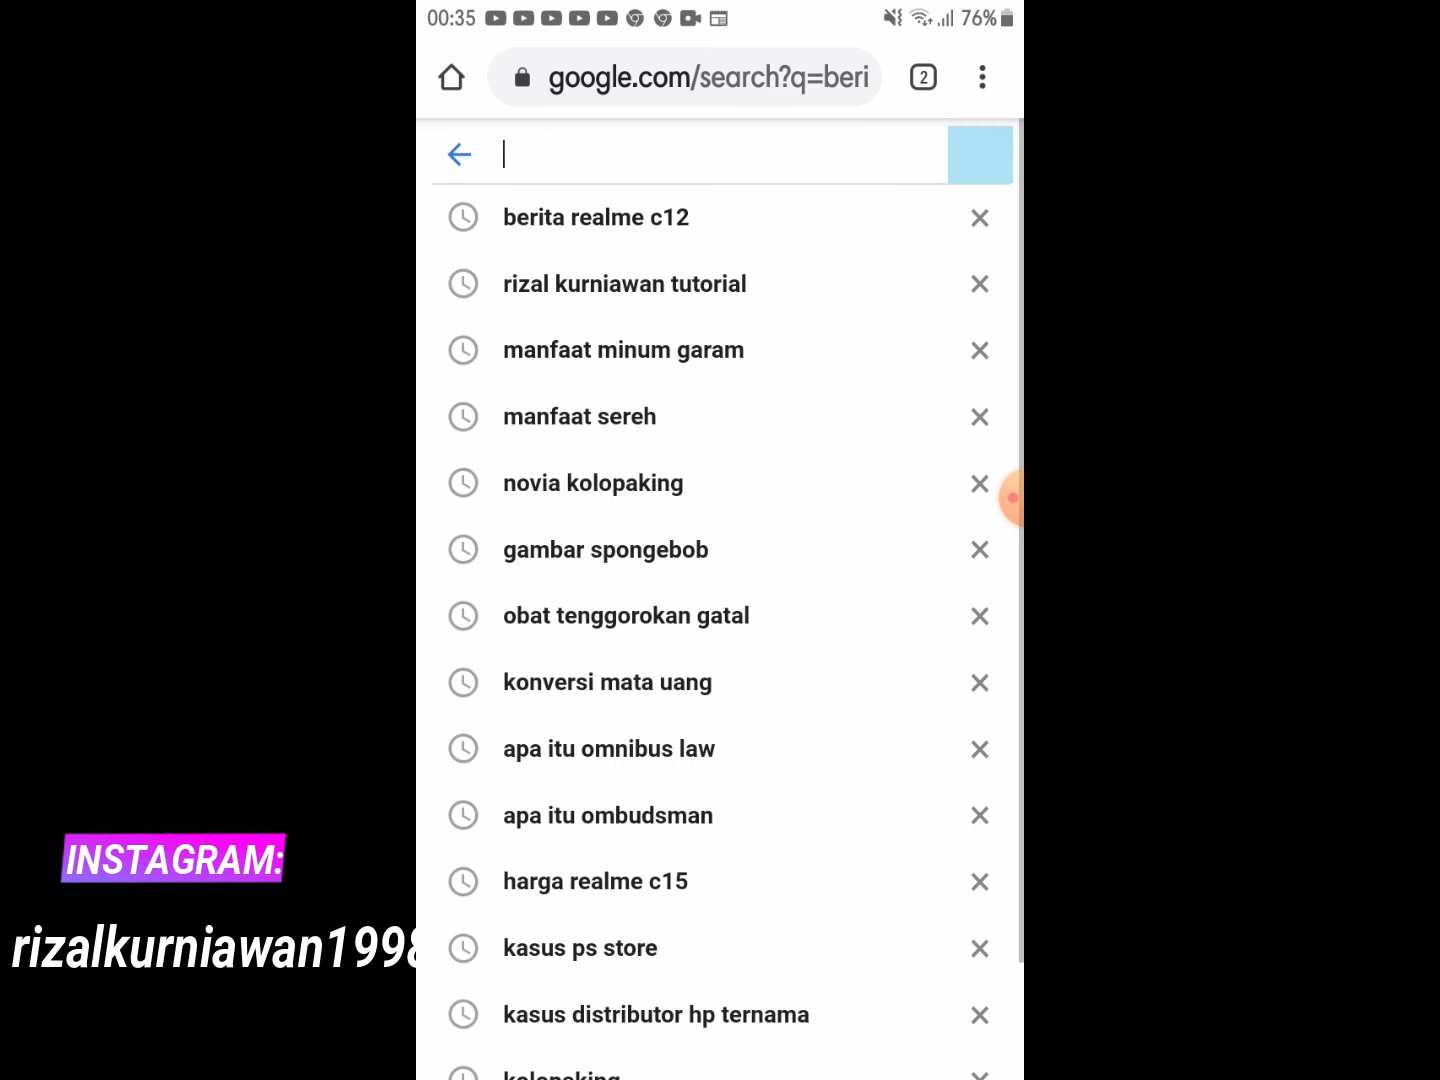 00:35
76%
google.com/search?q=beri
2
berita realme c12
rizal kurniawan tutorial
manfaat minum garam
manfaat sereh
novia kolopaking
gambar spongebob
obat tenggorokan gatal
konversi mata uang
apa itu omnibus law
apa itu ombudsman
harga realme c15
kasus ps store
kasus distributor hp ternama
kolopaking
INSTAGRAM:
rizalkurniawan1998